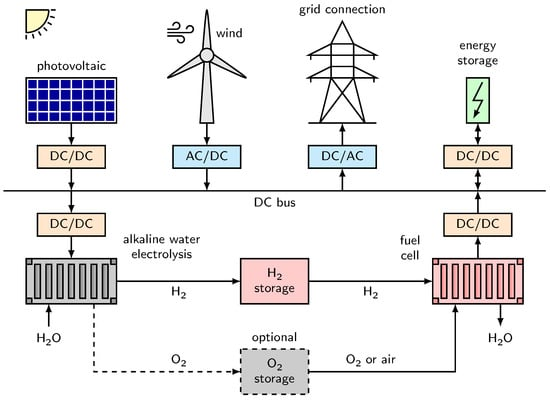 photovoltaic
wind
grid connection
energy
storage
DC/DC
AC/DC
DC/AC
DC/DC
DC bus
DC/DC
DC/DC
alkaline water
electrolysis
fuel
cell
H₂
H₂
storage
H₂
H₂O
H₂O
optional
O₂
O₂
storage
O₂ or air